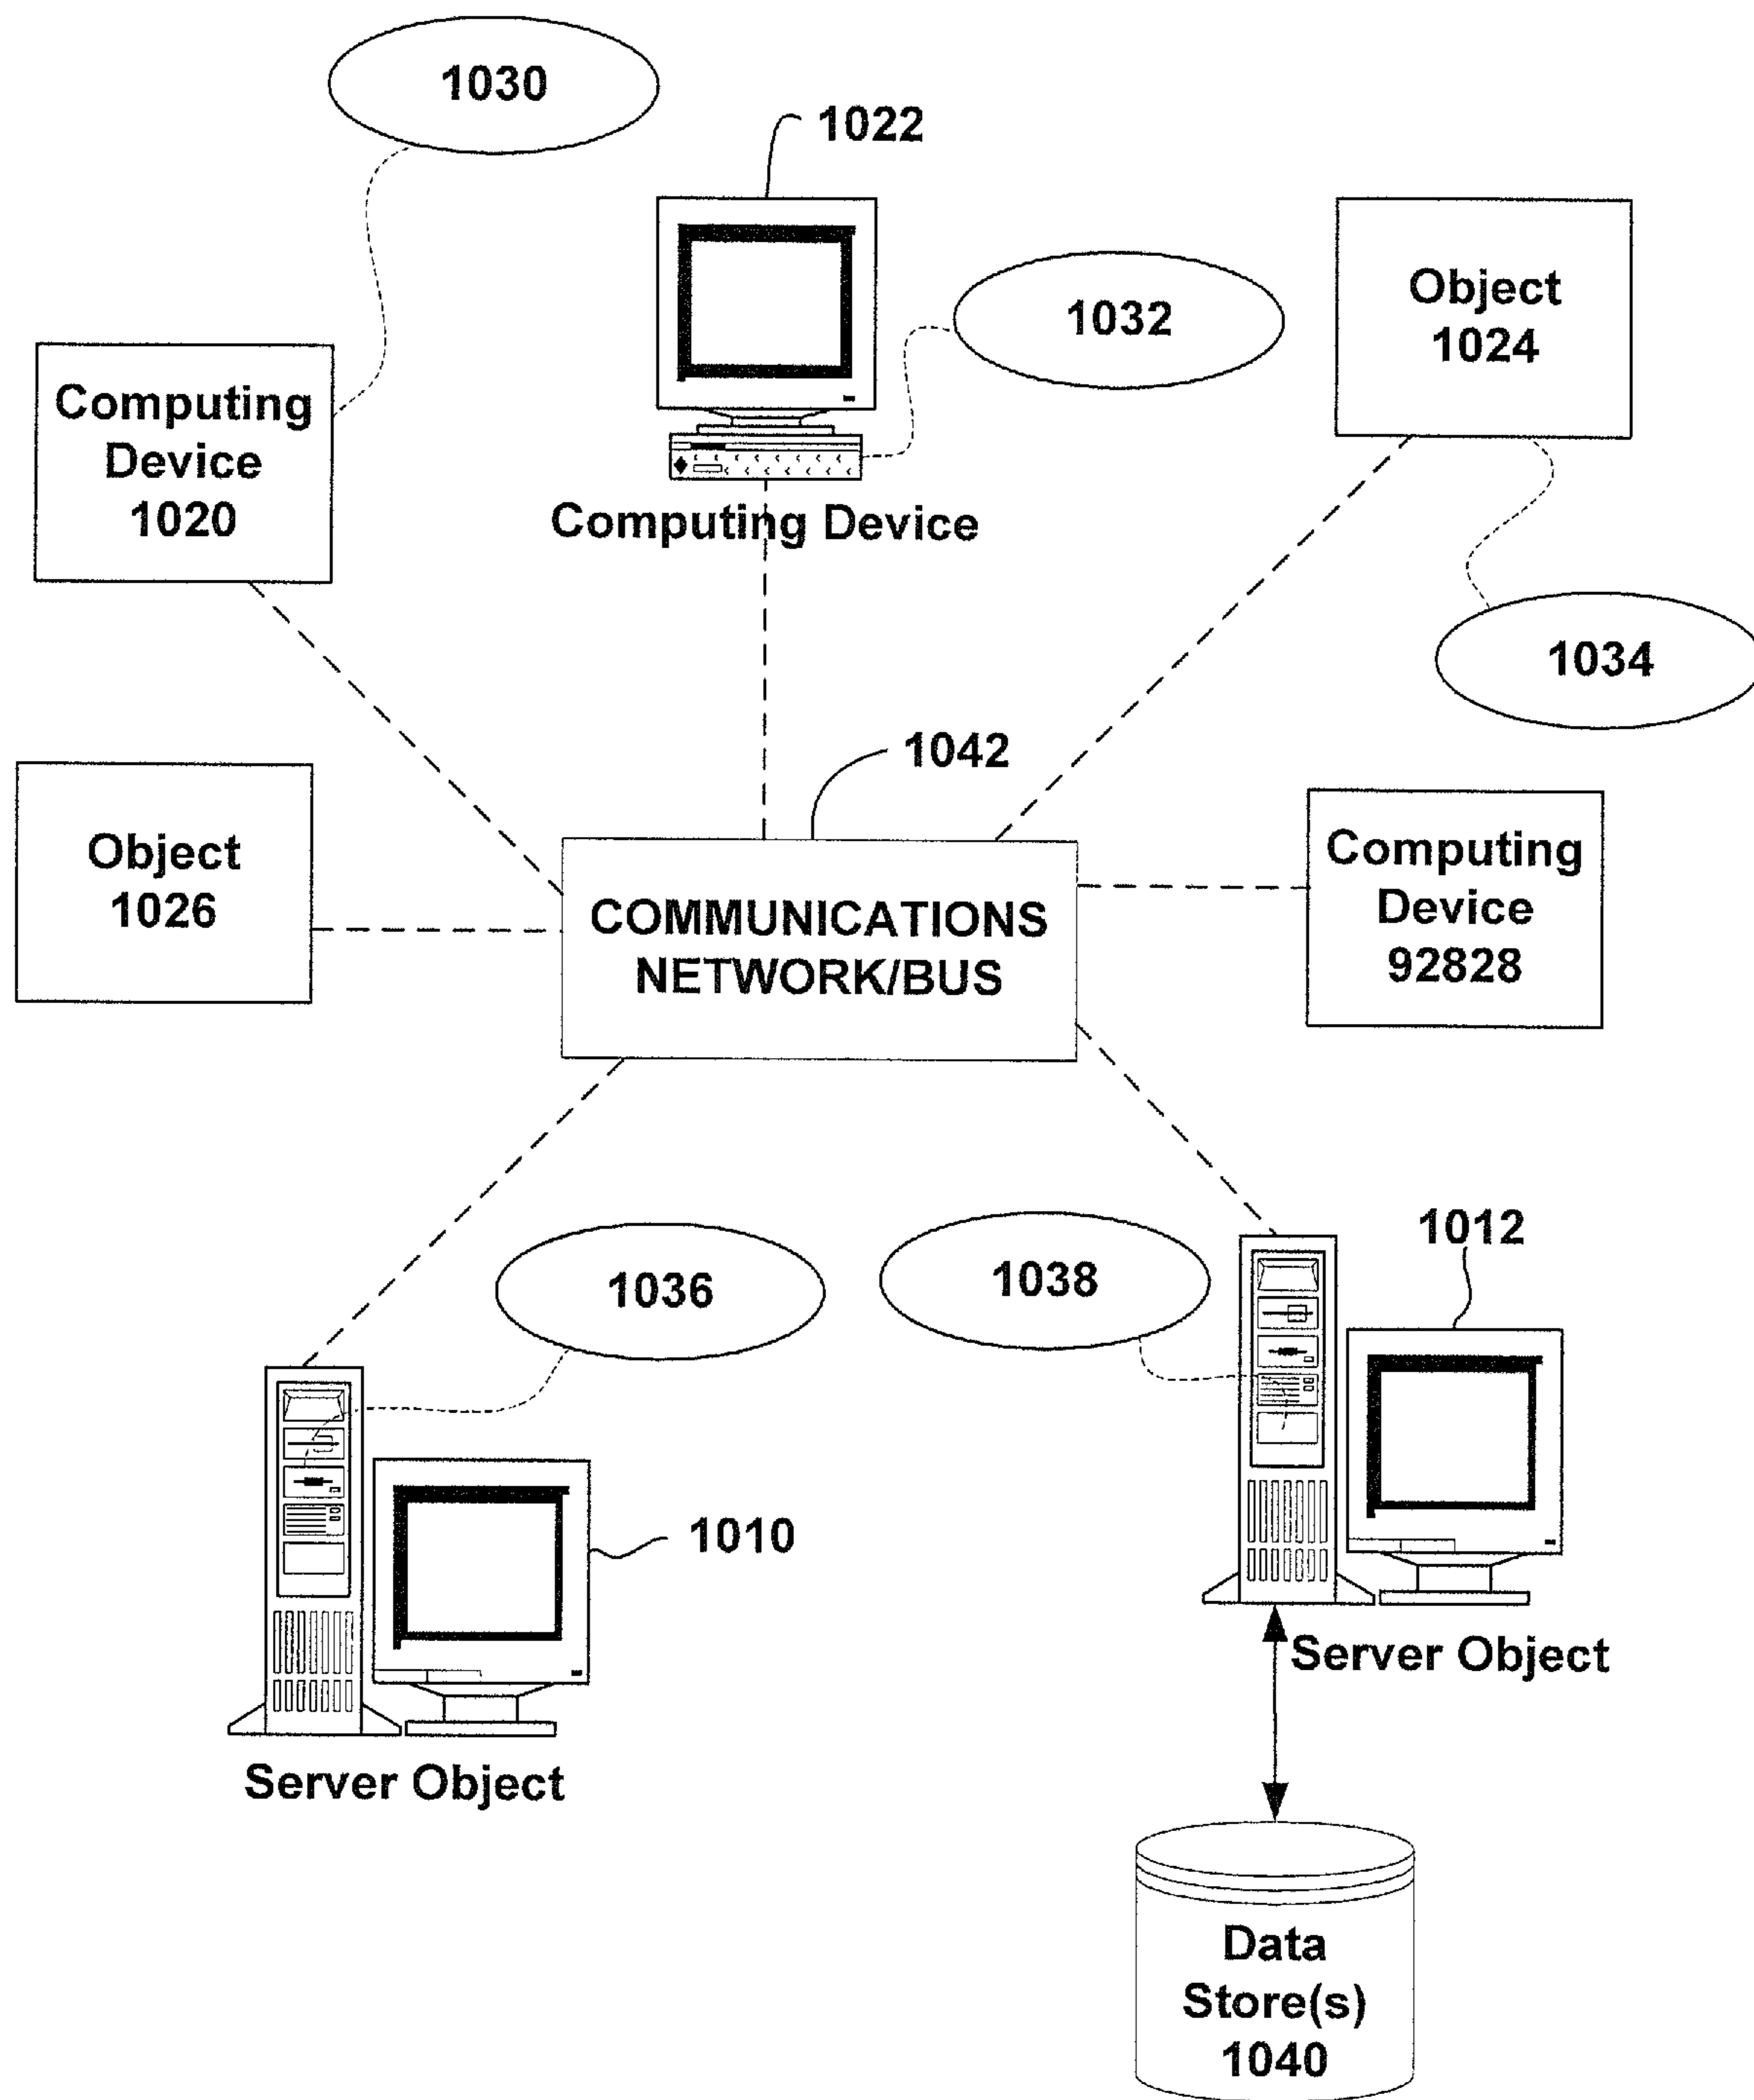 1030
1022
1032
Object
1024
Computing
Device
1020
Computing Device
1034
1042
Object
1026
COMMUNICATIONS
NETWORK/BUS
Computing
Device
92828
1036
1038
1012
1010
Server Object
Server Object
Data
Store(s)
1040